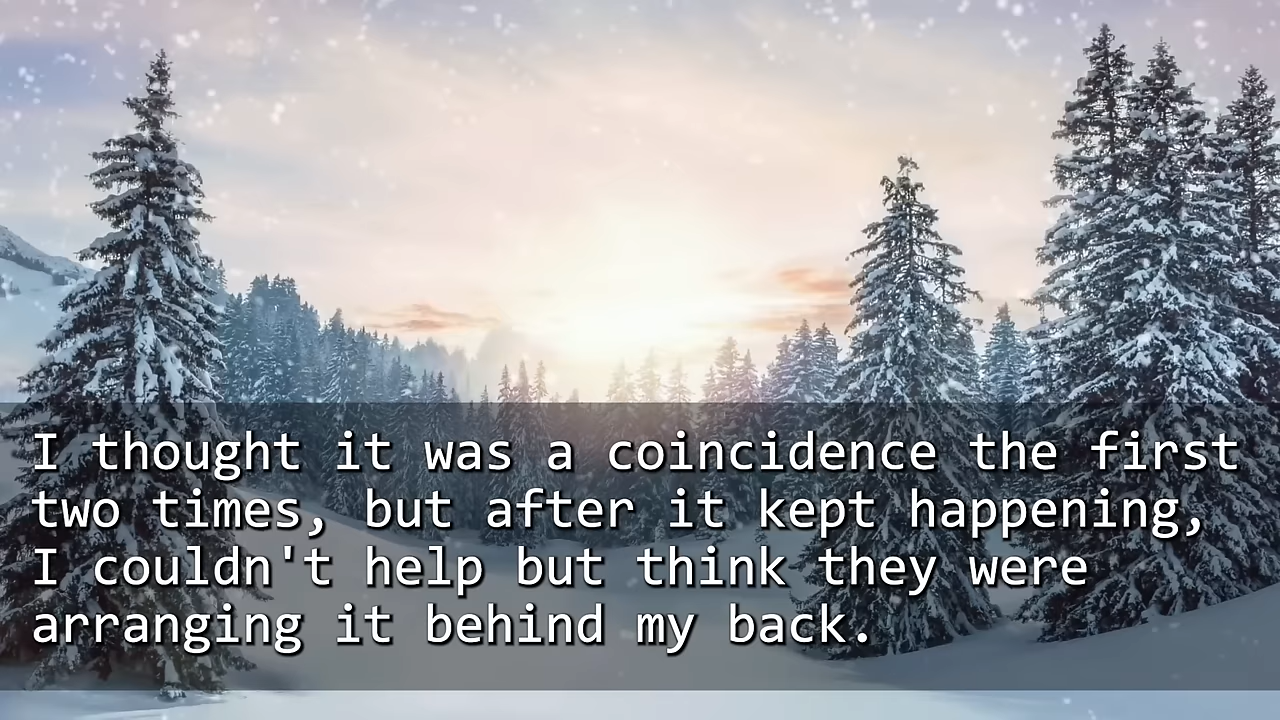 I thought it was a coincidence the first
two times, but after it kept happening,
I couldn't help but think they were
arranging it behind my back.